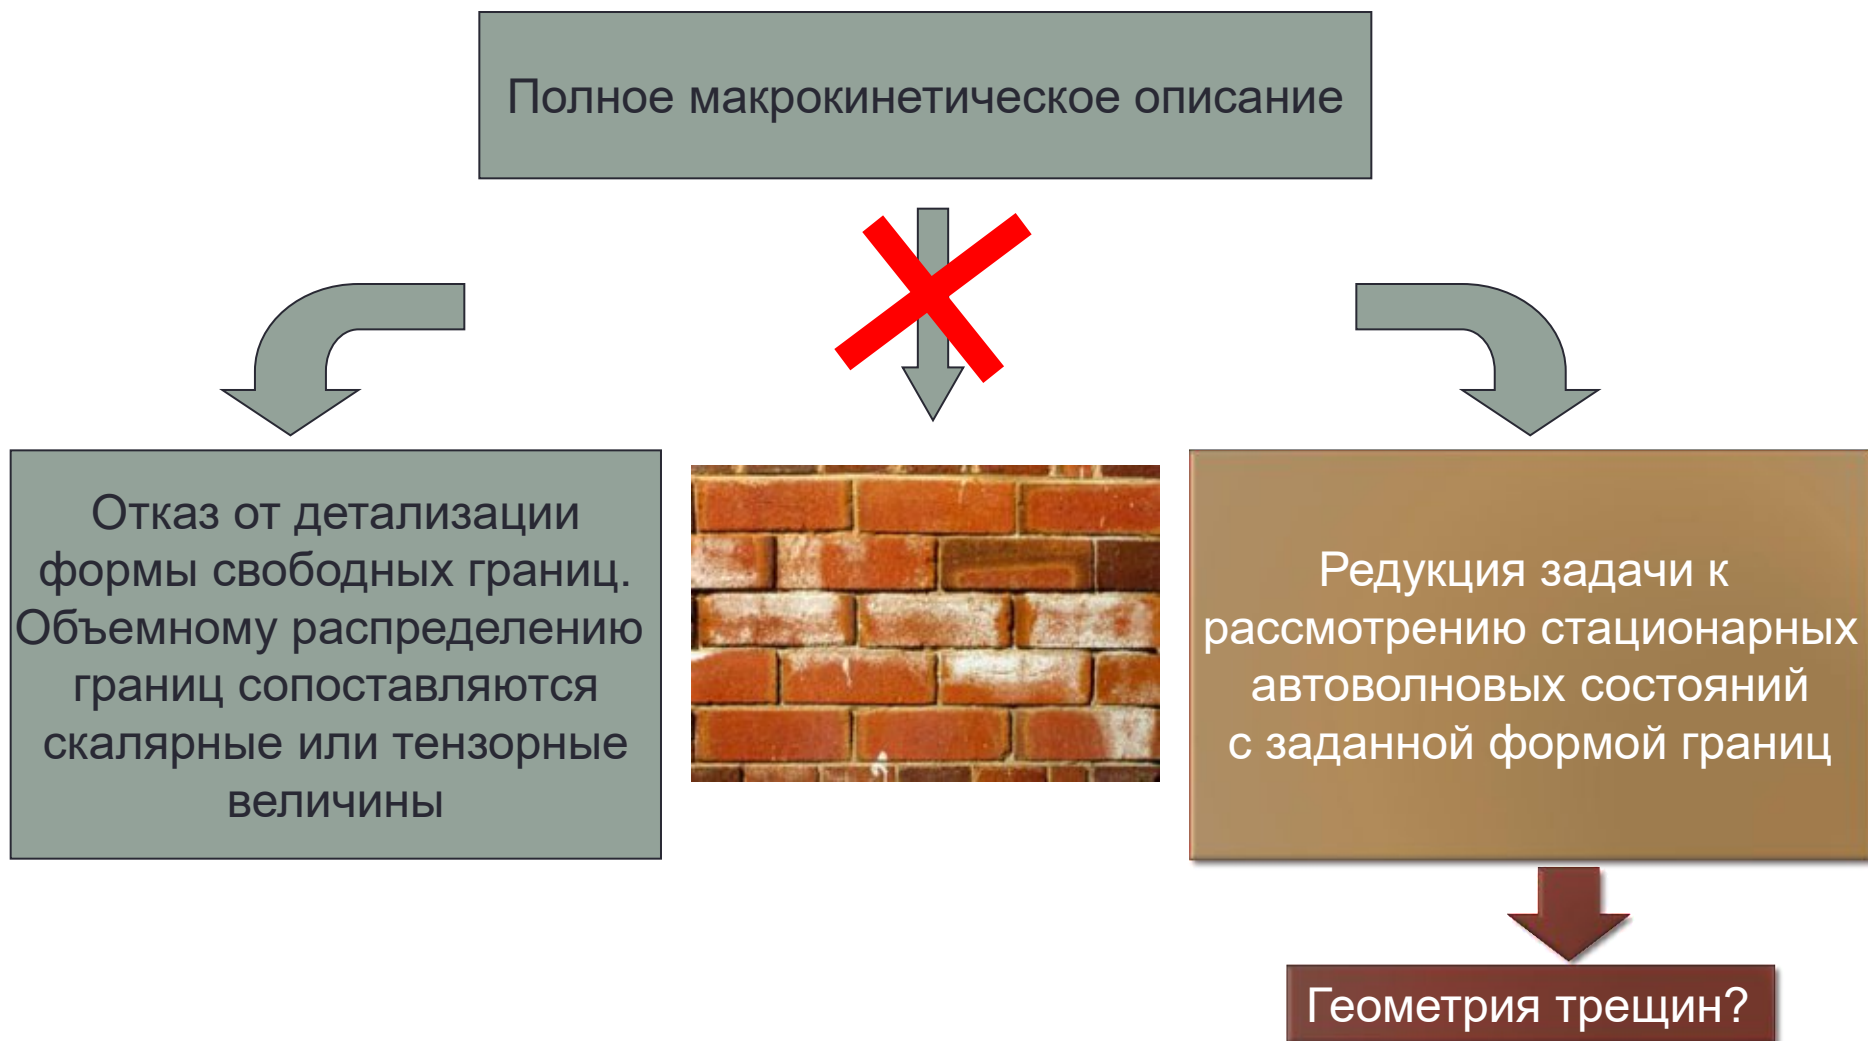 Полное макрокинетическое описание
Отказ от детализации
формы свободных границ.
Объемному распределению
границ сопоставляются
скалярные или тензорные
величины
Редукция задачи к
рассмотрению стационарных
автоволновых состояний
с заданной формой границ
Геометрия трещин?